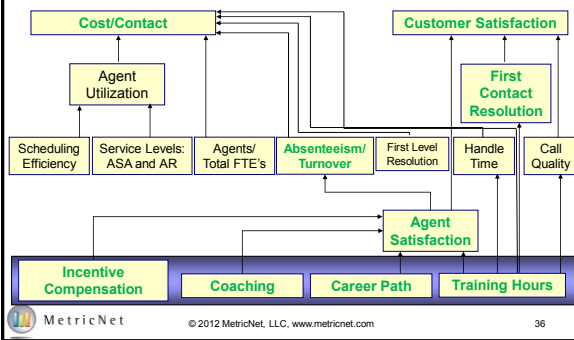 Cost/Contact
Customer Satisfaction
Agent
Utilization
First
Contact
Resolution
Scheduling
Efficiency
Service Levels:
ASA and AR
Agents/
Total FTE's
Absenteeism/
Turnover
First Level
Resolution
Handle
Time
Call
Quality
Agent
Satisfaction
Incentive
Compensation
Coaching
Career Path
Training Hours
MetricNet
© 2012 MetricNet, LLC, www.metricnet.com
36